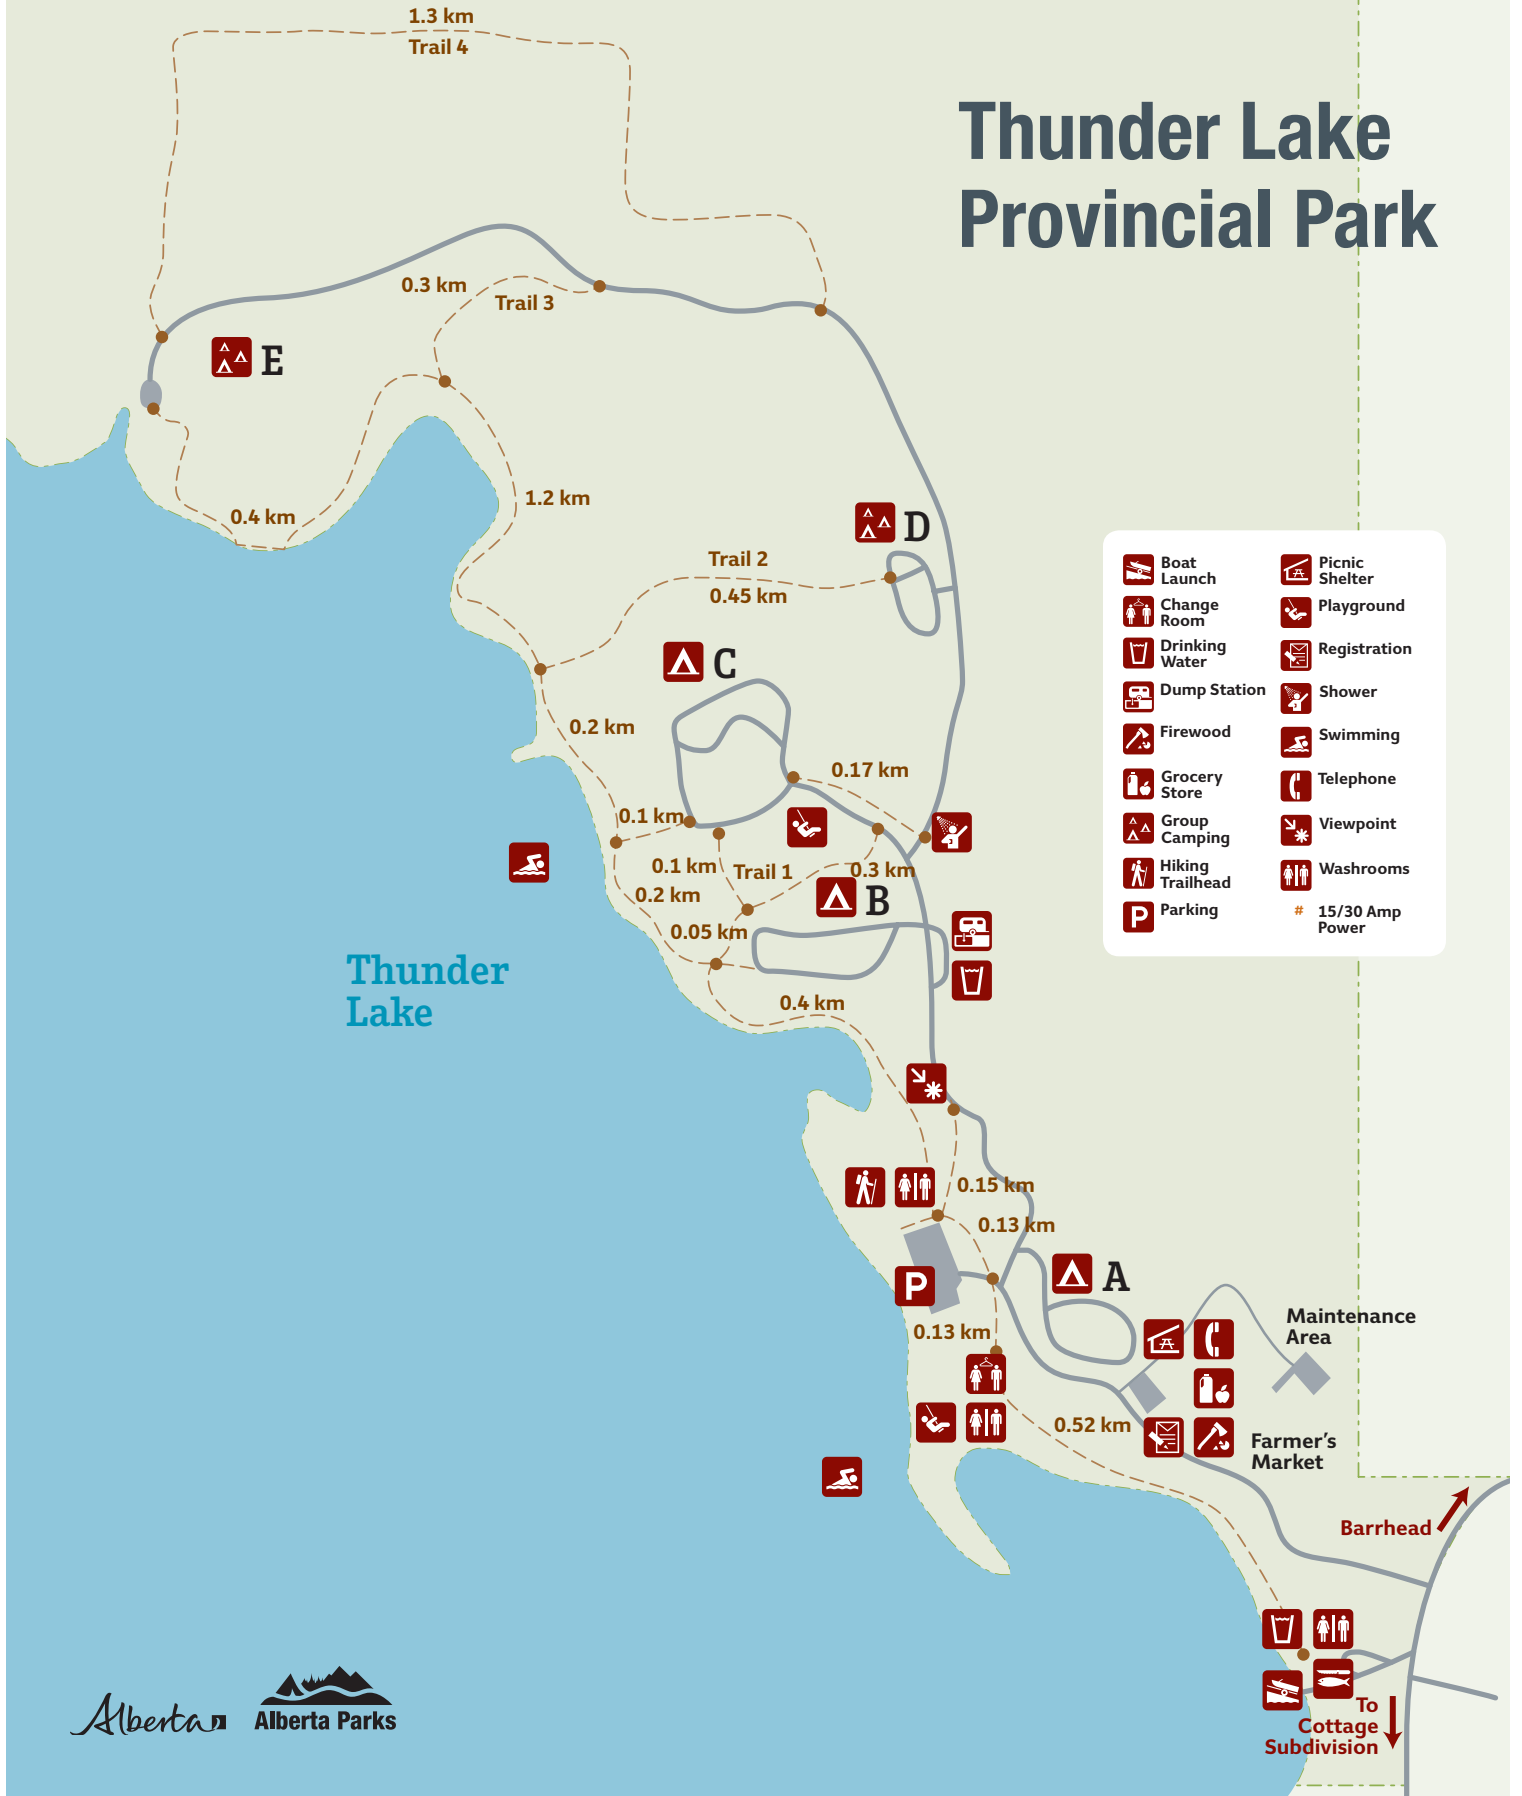 1.3 km
Trail 4
Thunder Lake
Provincial Park
0.3 km
Trail 3
E
0.4 km
1.2 km
D
Trail 2
0.45 km
C
0.2 km
0.17 km
0.1 km
0.1 km
Trail 1
0.3 km
0.2 km
B
0.05 km
0.4 km
Thunder
Lake
Boat
Launch
Change
Room
Drinking
Water
Dump Station
Firewood
Grocery
Store
Group
Camping
Hiking
Trailhead
P
Parking
Picnic
Shelter
Playground
Registration
Shower
Swimming
Telephone
Viewpoint
Washrooms
#
15/30 Amp
Power
0.15 km
0.13 km
P
A
0.13 km
Maintenance
Area
0.52 km
Farmer's
Market
Barrhead
To
Cottage
Subdivision
Alberta
Alberta Parks